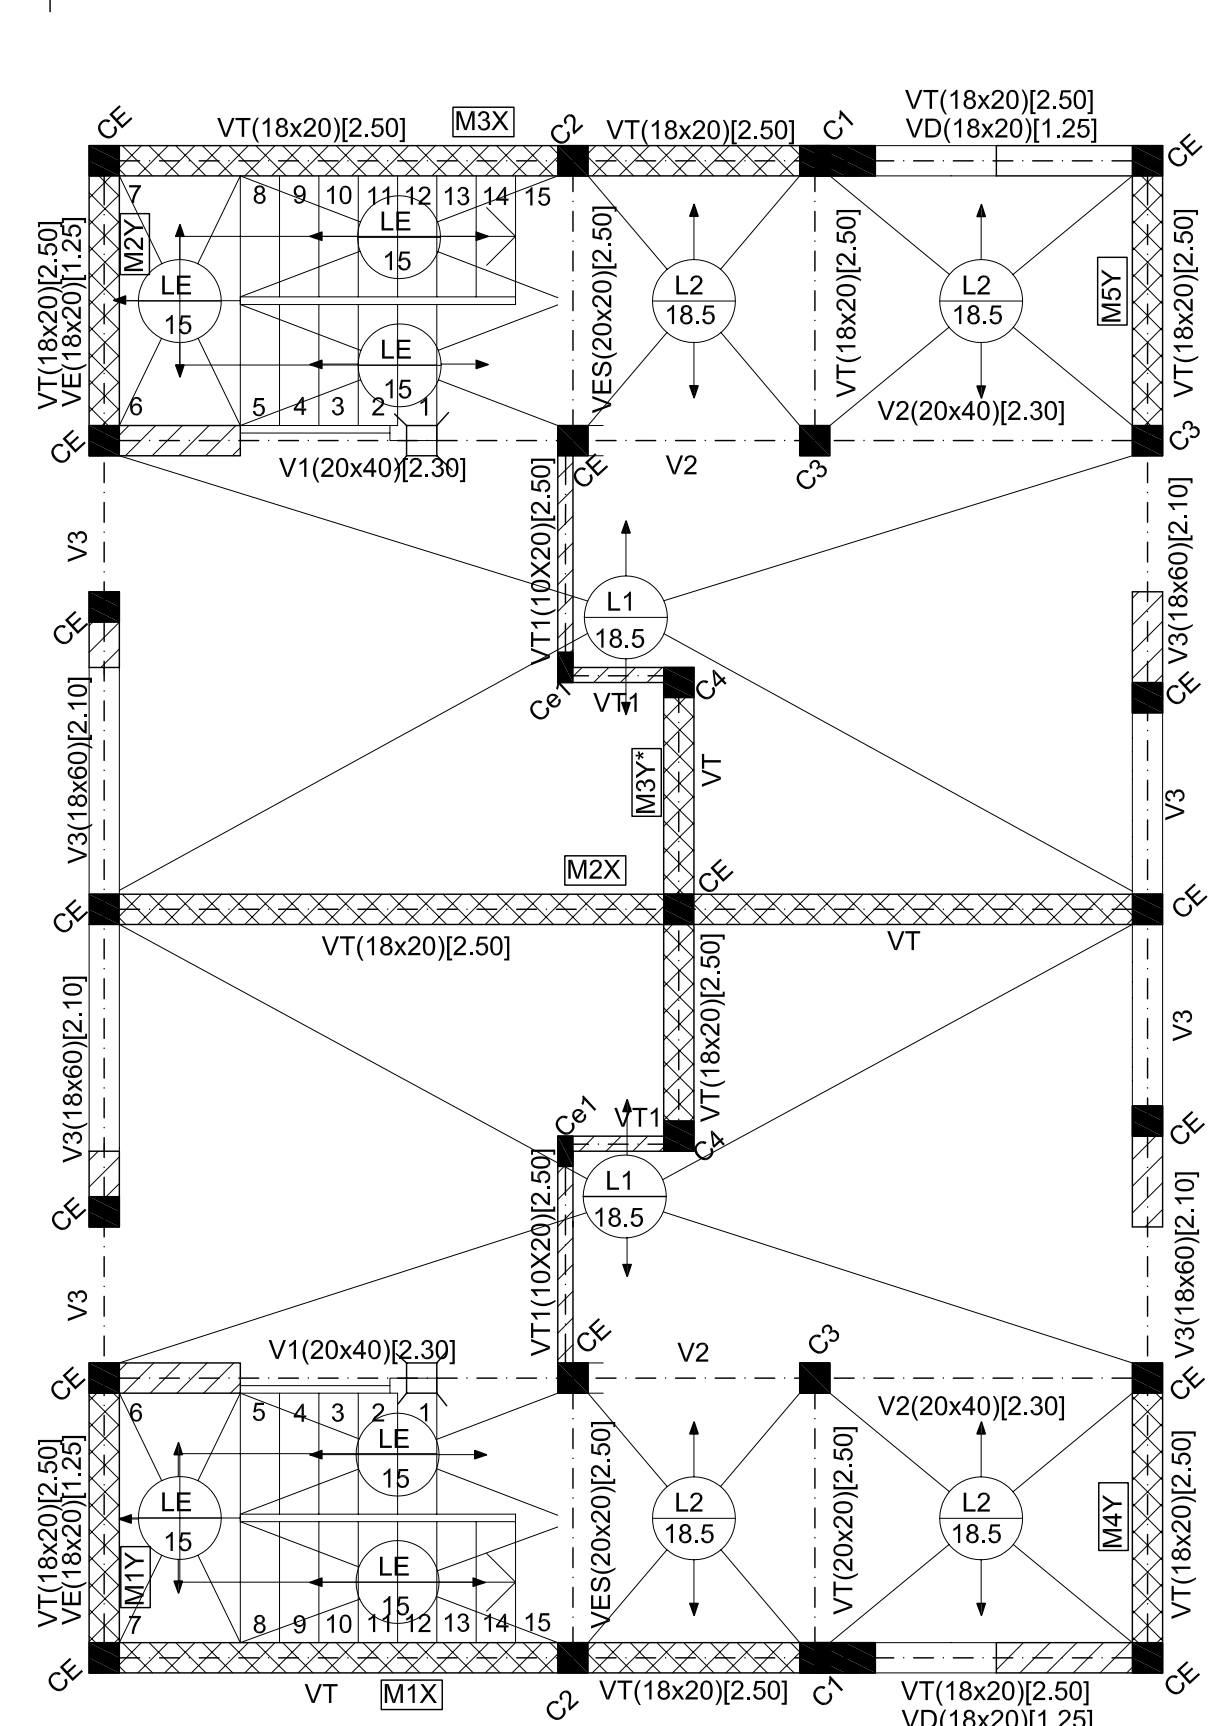 VT(18x20)[2.50]
VD(18x20)[1.25]
CE
VT(18x20)[2.50]
M3X
C2
VT(18x20)[2.50]
C1
CE
7
8
9
10
11
12
13
14
15
VT(18x20)[2.50]
VE(18x20)[1.25]
M2Y
LE
15
LE
15
LE
15
VES(20x20)[2.50]
L2
18.5
VT(18x20)[2.50]
L2
18.5
M5Y
VT(18x20)[2.50]
6
5
4
3
2
1
V2(20x40)[2.30]
CE
V1(20x40)[2.30]
CE
V2
C3
C3
V3
VT1(10X20)[2.50]
V3(18x60)[2.10]
CE
L1
18.5
Ce1
VT1
C4
CE
V3(18x60)[2.10]
M3Y*
VT
V3
M2X
CE
CE
CE
VT(18x20)[2.50]
VT
V3(18x60)[2.10]
VT(18x20)[2.50]
V3
Ce1
VT1
C4
CE
CE
L1
18.5
VT1(10X20)[2.50]
V3(18x60)[2.10]
V3
V1(20x40)[2.30]
CE
V2
C3
CE
CE
6
5
4
3
2
1
V2(20x40)[2.30]
VT(18x20)[2.50]
VE(18x20)[1.25]
M1Y
LE
15
LE
15
LE
15
VES(20x20)[2.50]
L2
18.5
VT(20x20)[2.50]
L2
18.5
M4Y
VT(18x20)[2.50]
7
8
9
10
11
12
13
14
15
CE
VT
M1X
C2
VT(18x20)[2.50]
C1
VT(18x20)[2.50]
VD(18x20)[1.25]
CE